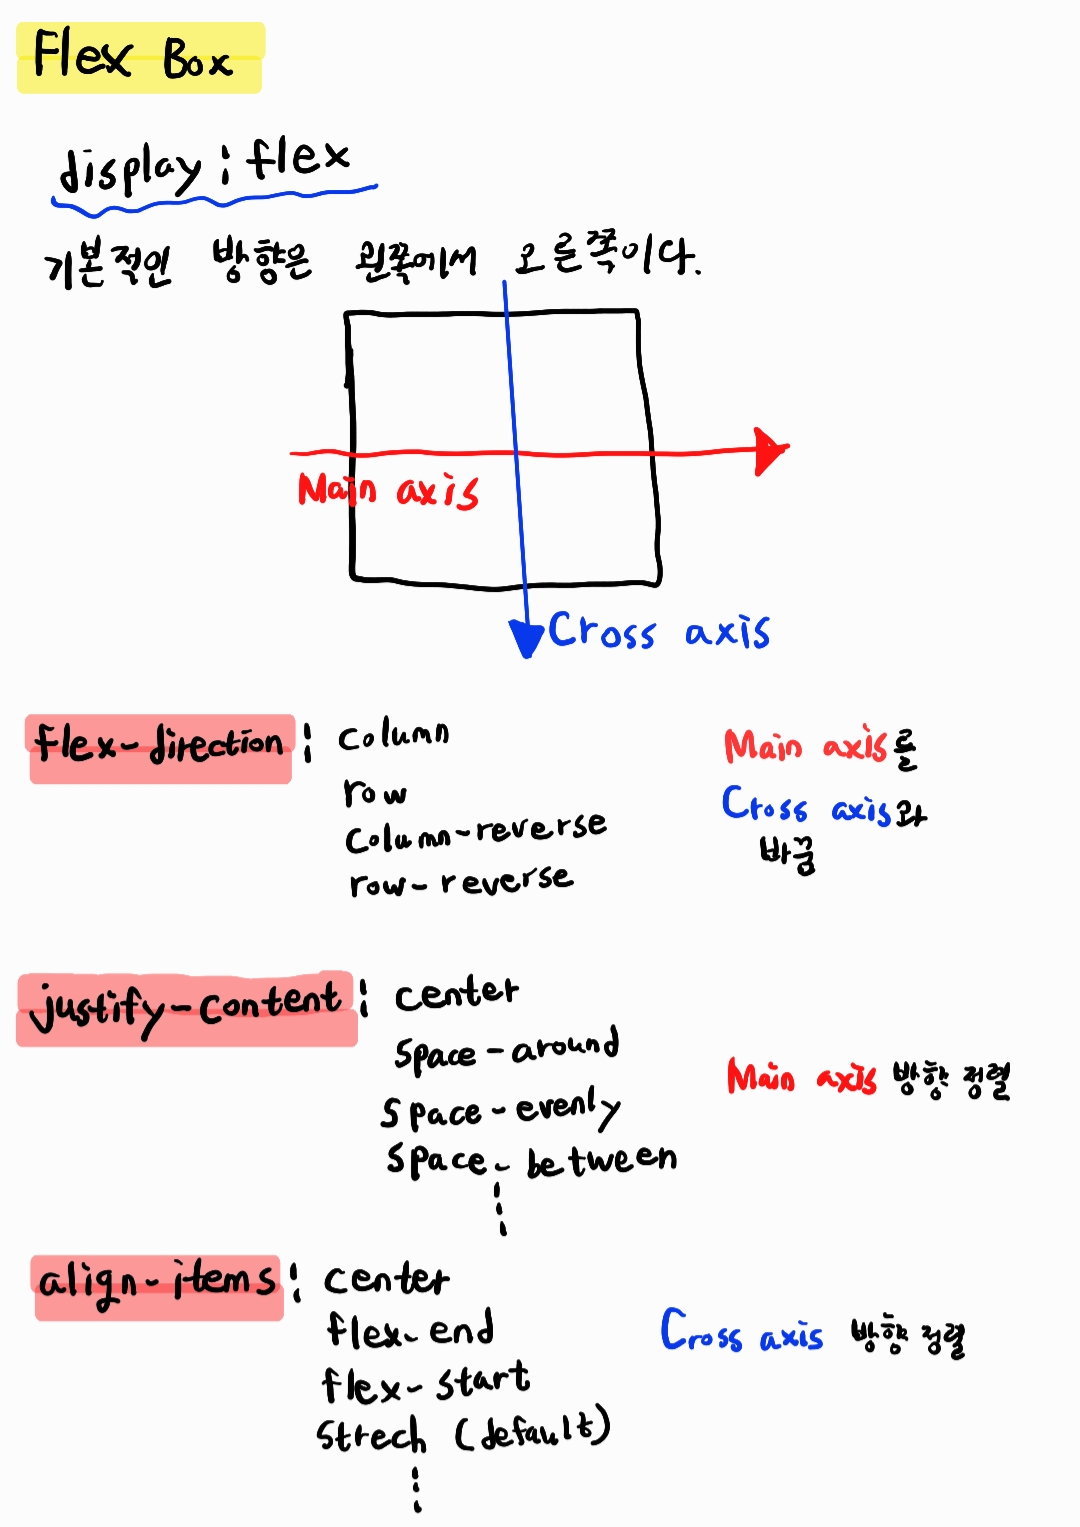 Flex Box
display : flex
기본적인 방향은 왼쪽에서 오른쪽이다.
Main axis
Cross axis
flex-direction : column
row
column-reverse
row-reverse
Main axis를
Cross axis와
바꿈
justify-content : center
space-around
space-evenly
space-between
Main axis 방향 정렬
align-items : center
flex-end
flex-start
strech (default)
Cross axis 방향 정렬